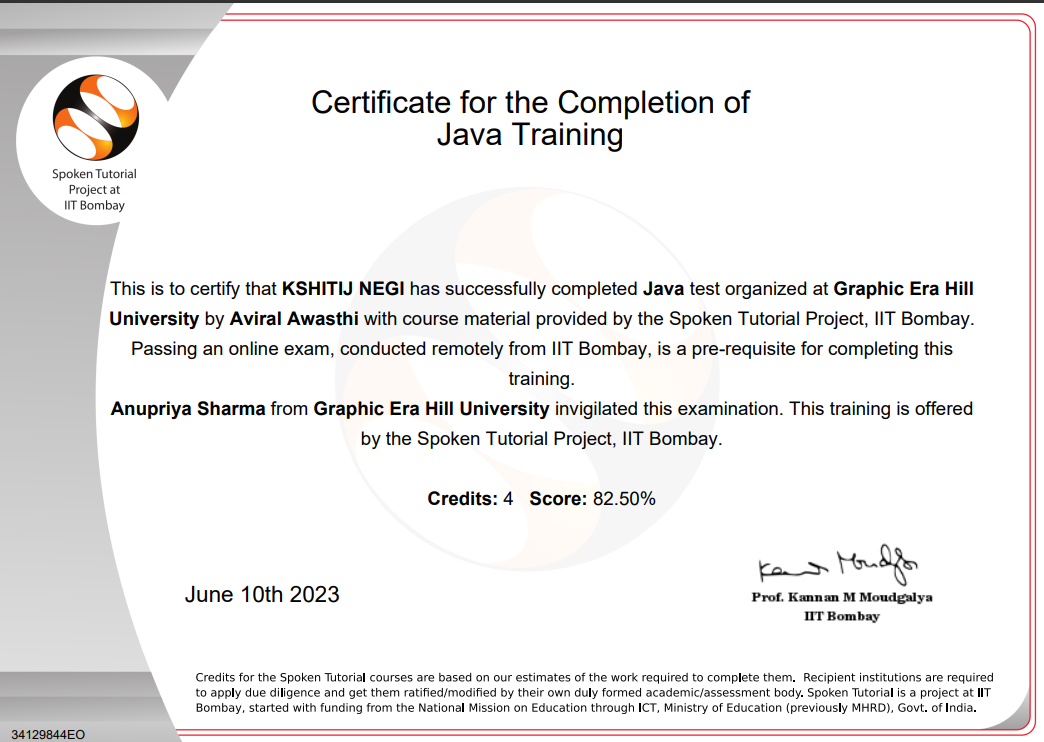 Certificate for the Completion of
Java Training
Spoken Tutorial
Project at
IIT Bombay
This is to certify that KSHITIJ NEGI has successfully completed Java test organized at Graphic Era Hill
University by Aviral Awasthi with course material provided by the Spoken Tutorial Project, IIT Bombay.
Passing an online exam, conducted remotely from IIT Bombay, is a pre-requisite for completing this
training.
Anupriya Sharma from Graphic Era Hill University invigilated this examination. This training is offered
by the Spoken Tutorial Project, IIT Bombay.
Credits: 4 Score: 82.50%
June 10th 2023
Kannan Moudgalya
Prof. Kannan M Moudgalya
IIT Bombay
Credits for the Spoken Tutorial courses are based on our estimates of the work required to complete them. Recipient institutions are required
to apply due diligence and get them ratified/modified by their own duly formed academic/assessment body. Spoken Tutorial is a project at IIT
Bombay, started with funding from the National Mission on Education through ICT, Ministry of Education (previously MHRD), Govt. of India.
34129844EO